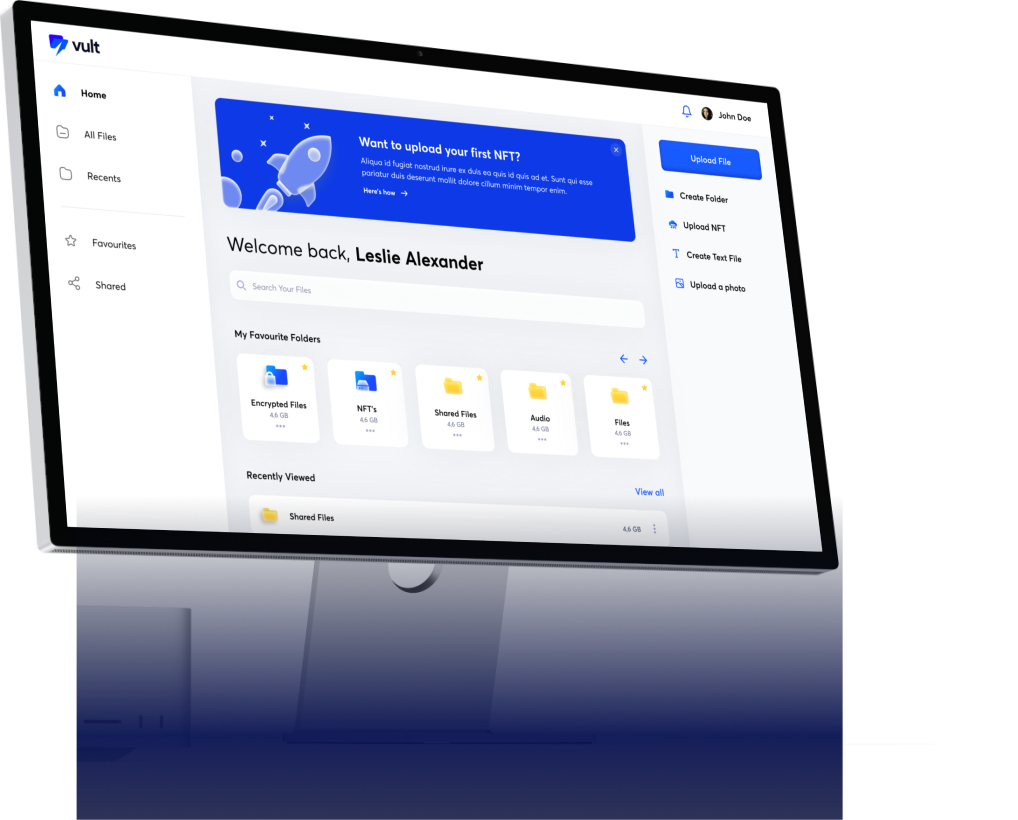 vult
Home
All Files
Recents
Favourites
Shared
Want to upload your first NFT?
Aliqua id fugiat nostrud irure ex duis ea quis id quis ad et. Sunt qui esse
pariatur duis deserunt mollit dolore cillum minim tempor enim.
Here's how
Welcome back, Leslie Alexander
Search Your Files
My Favourite Folders
Encrypted Files
4,6 GB
NFT's
4,6 GB
Shared Files
4,6 GB
Audio
4,6 GB
Files
4,6 GB
Recently Viewed
View all
Shared Files
4,6 GB
John Doe
Upload File
Create Folder
Upload NFT
Create Text File
Upload a photo